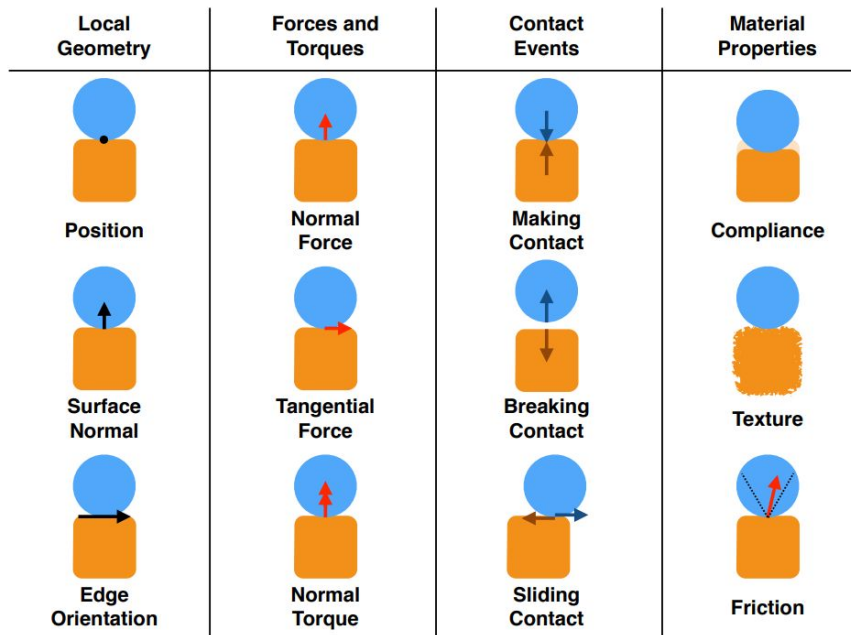 Local
Geometry
Forces and
Torques
Contact
Events
Material
Properties
Position
Normal
Force
Making
Contact
Compliance
Surface
Normal
Tangential
Force
Breaking
Contact
Texture
Edge
Orientation
Normal
Torque
Sliding
Contact
Friction